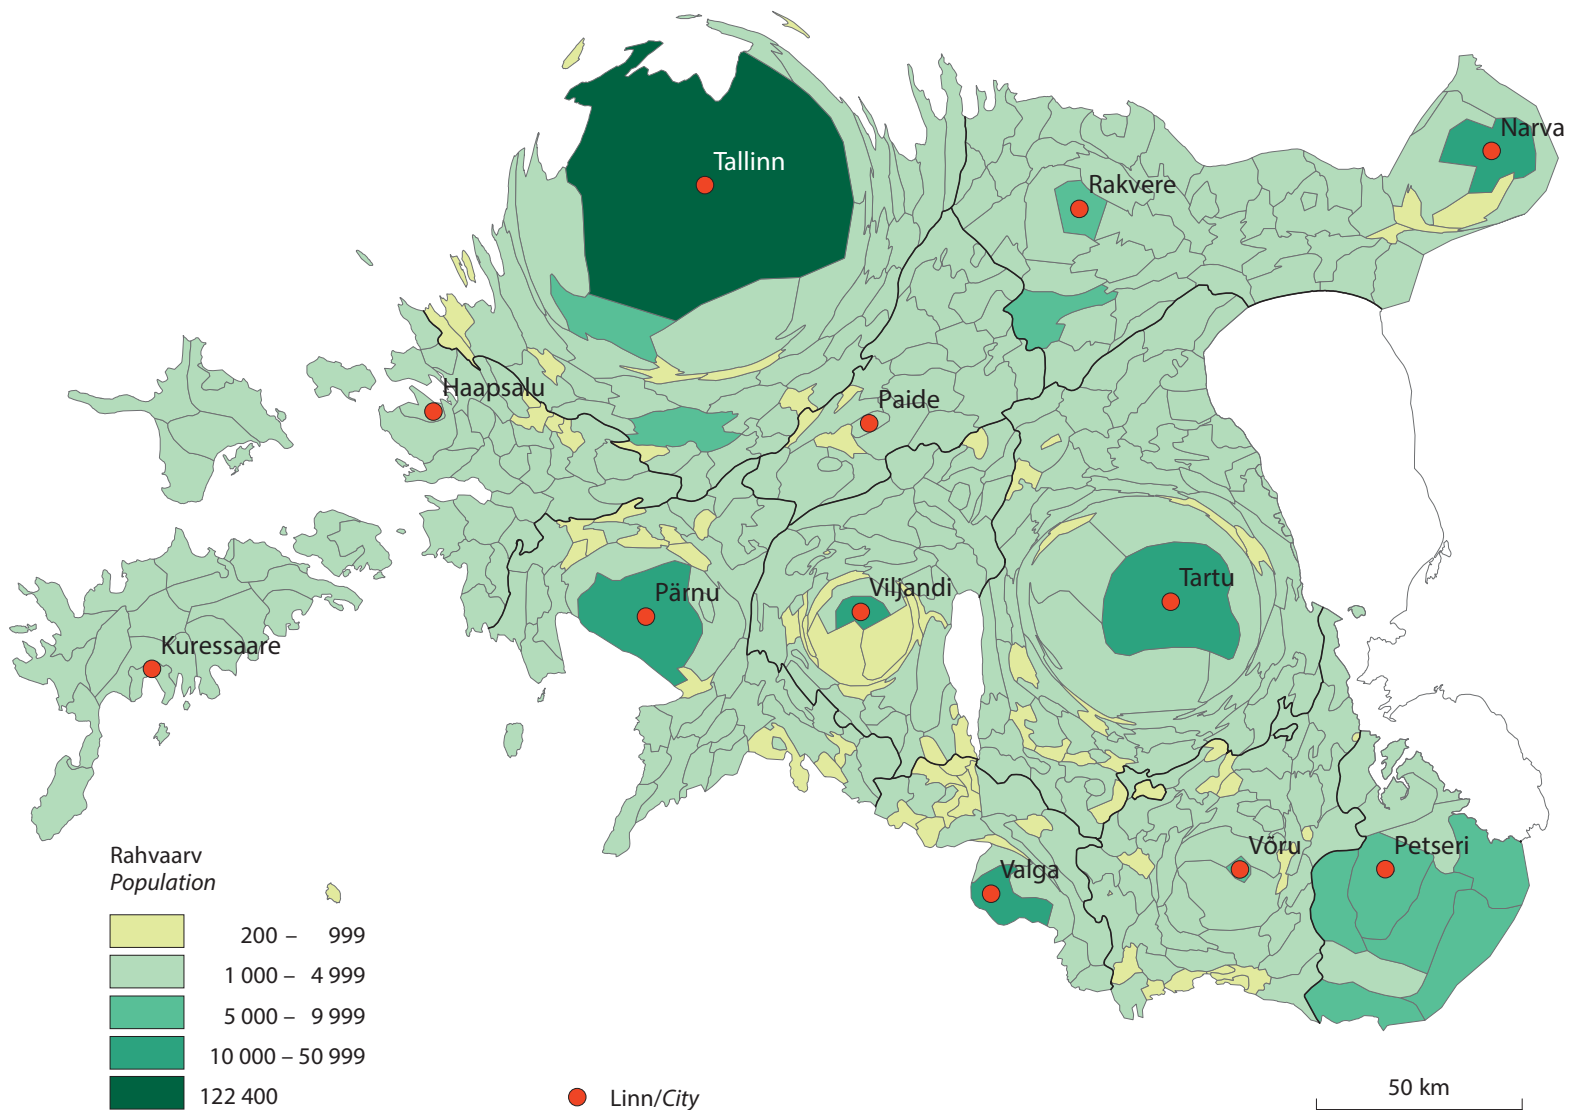 Narva
Tallinn
Rakvere
Haapsalu
Paide
Tartu
Viljandi
Pärnu
Kuressaare
Võru
Petseri
Valga
Rahvaarv
Population
200 – 999
1 000 – 4 999
5 000 – 9 999
10 000 – 50 999
122 400
Linn/City
50 km